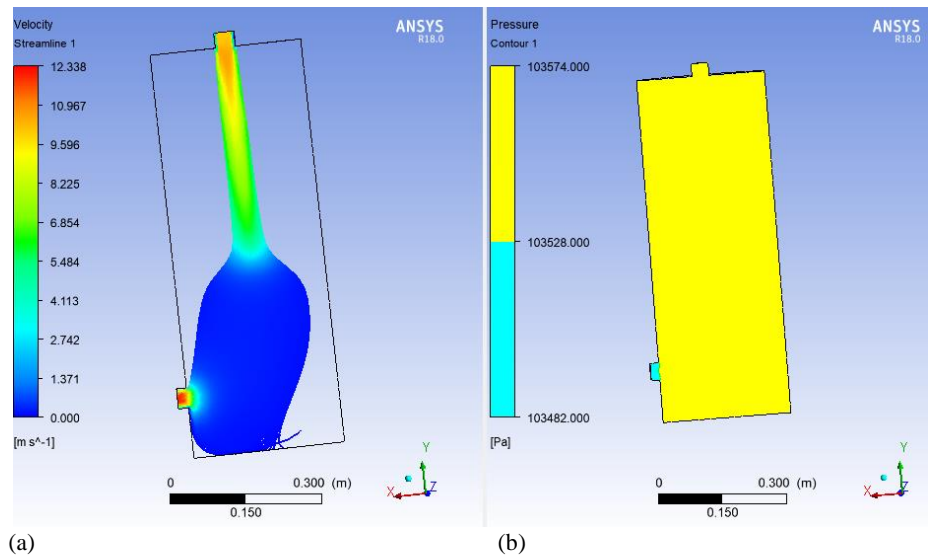 Velocity
Streamline 1
ANSYS
R18.0
12.338
10.967
9.596
8.225
6.854
5.484
4.113
2.742
1.371
0.000
[m s^-1]
0
0.300 (m)
0.150
Y
X
Z
(a)
Pressure
Contour 1
ANSYS
R18.0
103574.000
103528.000
103482.000
[Pa]
0
0.300 (m)
0.150
Y
X
Z
(b)